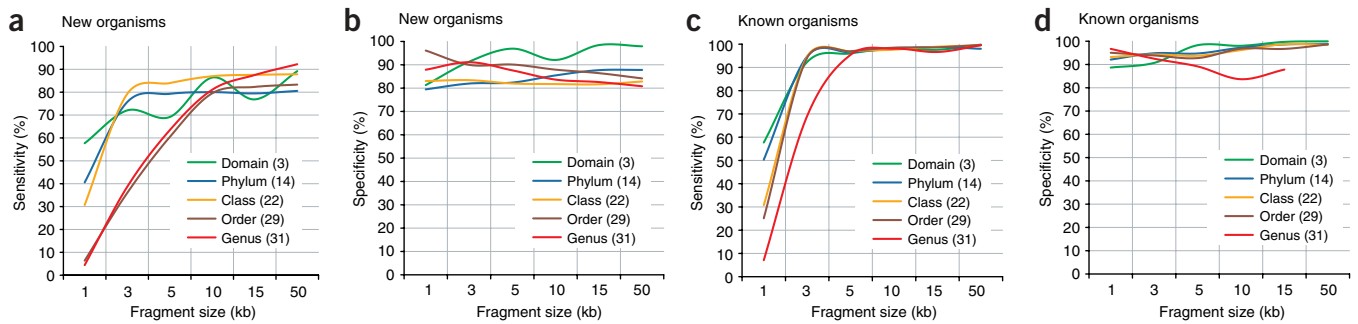 a New organisms
Sensitivity (%)
100
90
80
70
60
50
40
30
20
10
0
1 3 5 10 15 50
Fragment size (kb)
Domain (3)
Phylum (14)
Class (22)
Order (29)
Genus (31)
b New organisms
Specificity (%)
100
90
80
70
60
50
40
30
20
10
0
1 3 5 10 15 50
Fragment size (kb)
Domain (3)
Phylum (14)
Class (22)
Order (29)
Genus (31)
c Known organisms
Sensitivity (%)
100
90
80
70
60
50
40
30
20
10
0
1 3 5 10 15 50
Fragment size (kb)
Domain (3)
Phylum (14)
Class (22)
Order (29)
Genus (31)
d Known organisms
Specificity (%)
100
90
80
70
60
50
40
30
20
10
0
1 3 5 10 15 50
Fragment size (kb)
Domain (3)
Phylum (14)
Class (22)
Order (29)
Genus (31)